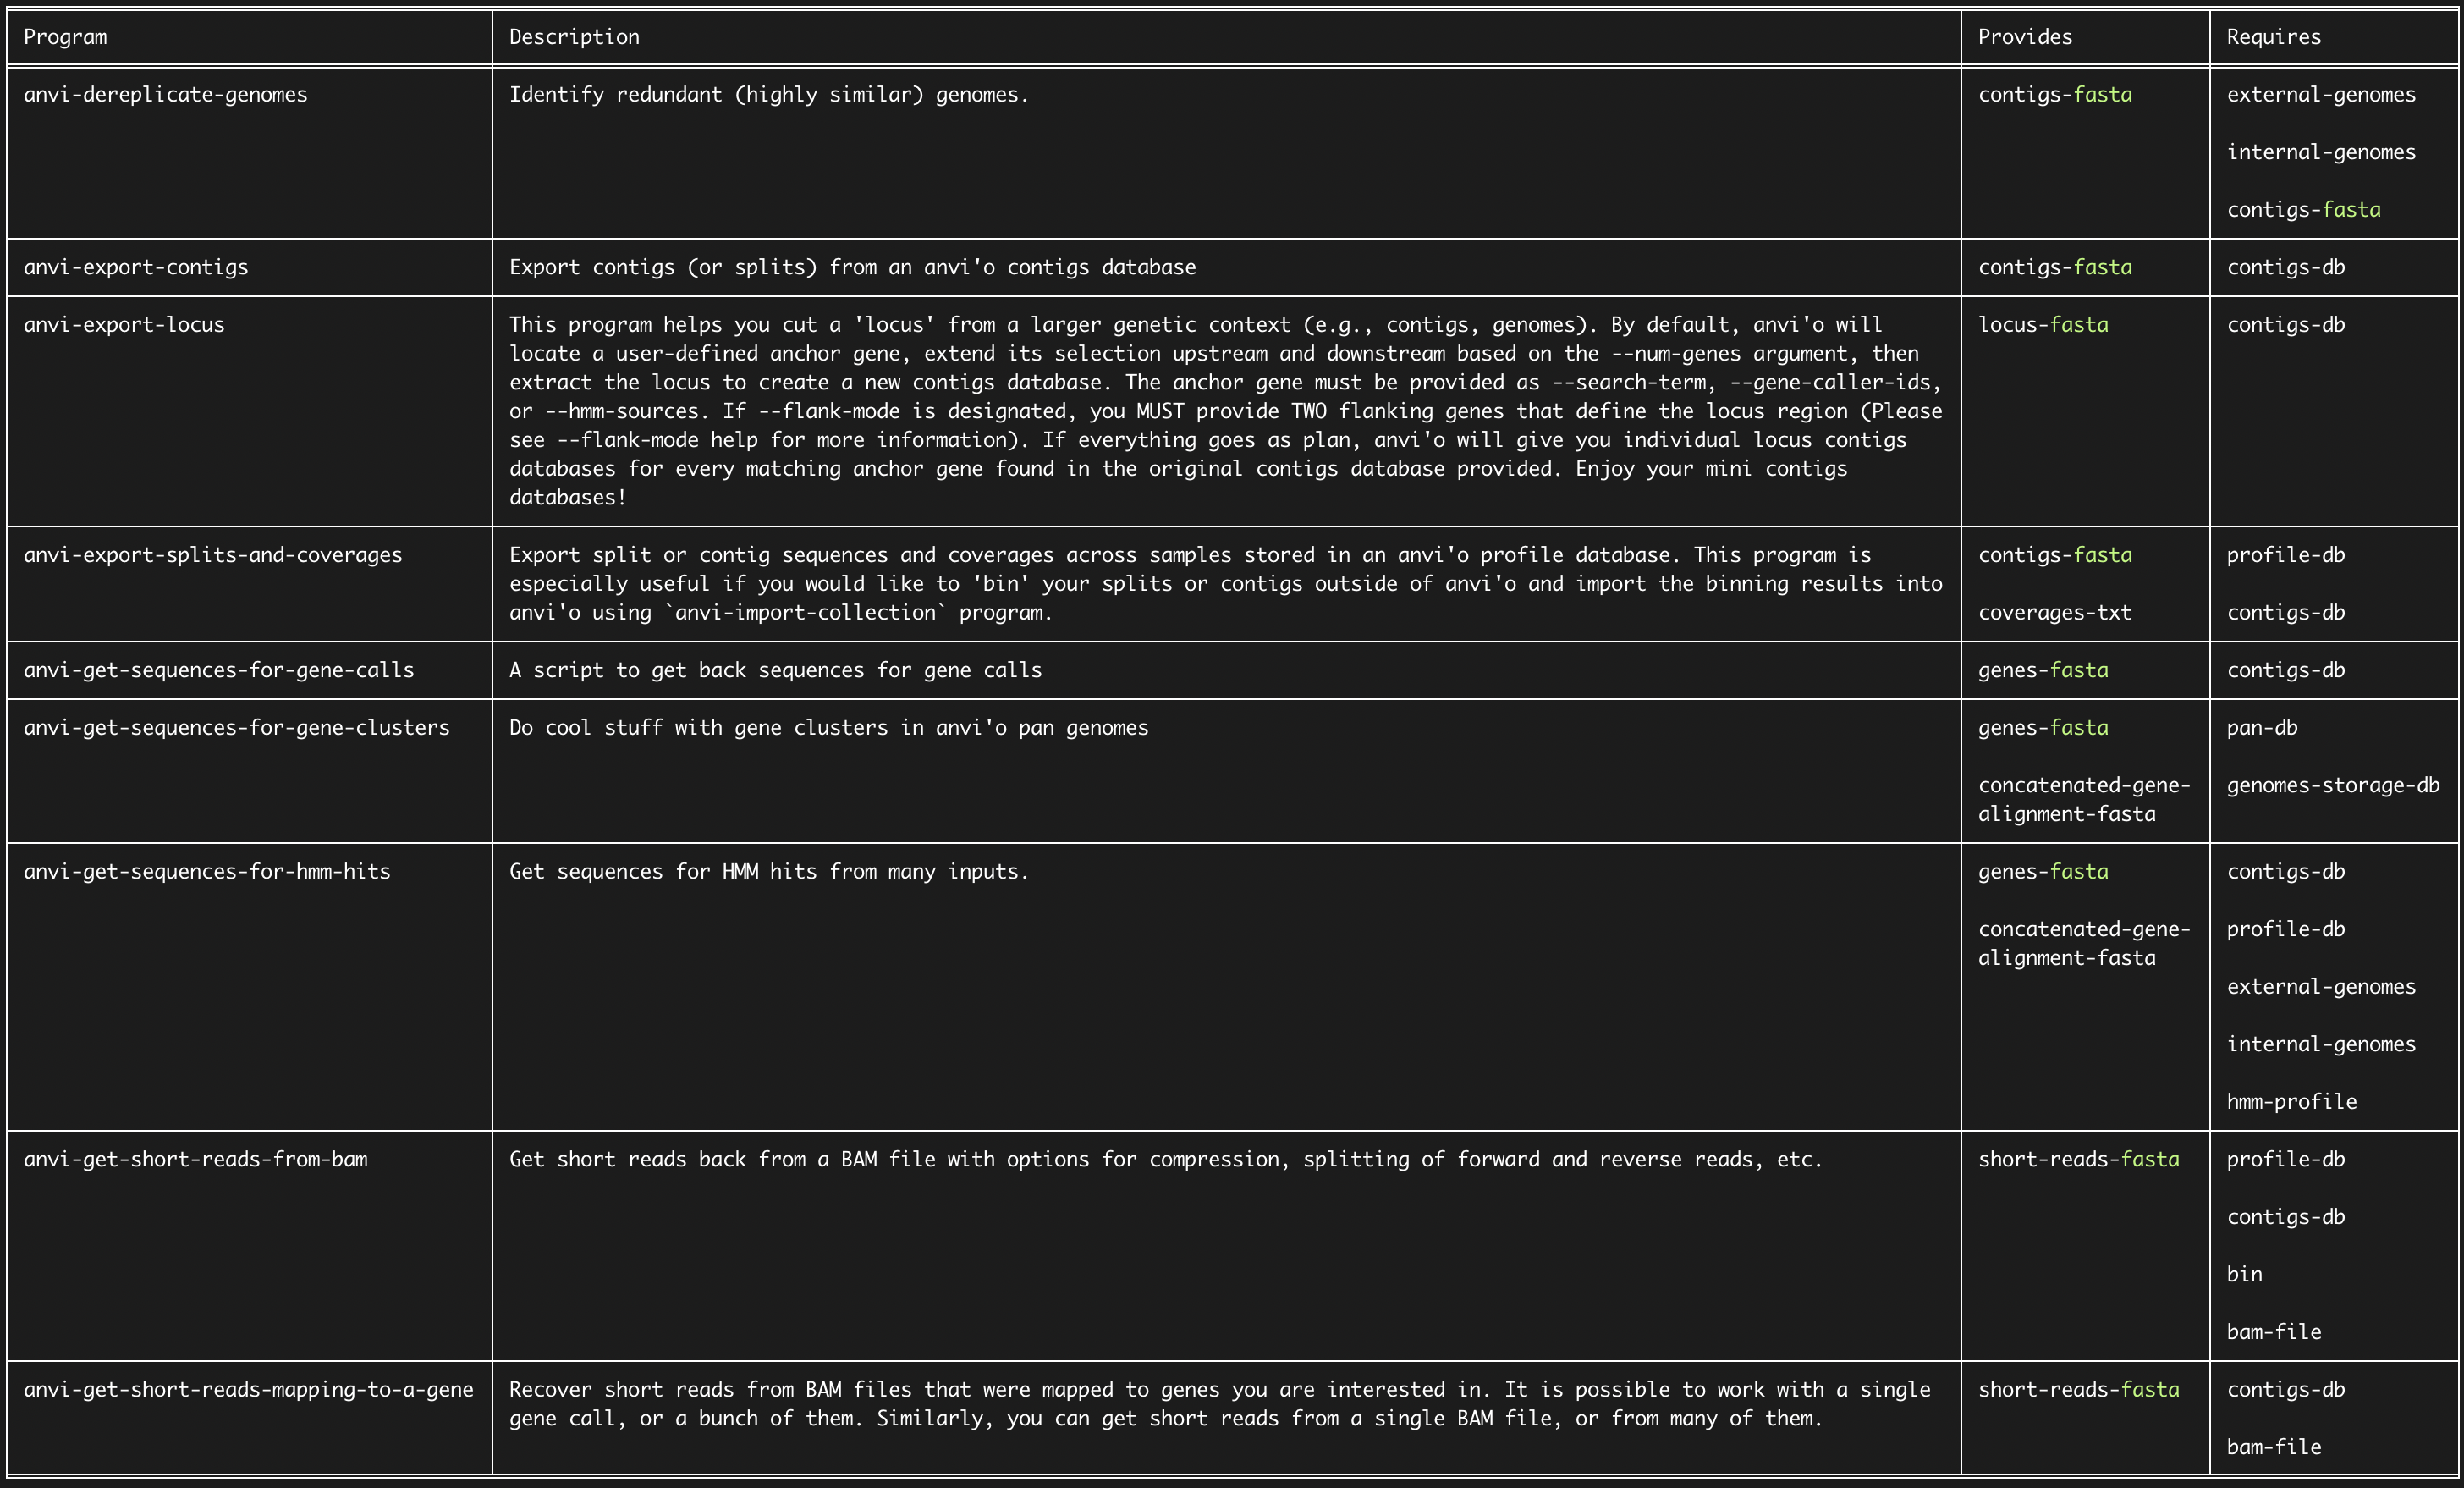 Program Description Provides Requires
anvi-dereplicate-genomes Identify redundant (highly similar) genomes. contigs-fasta external-genomes
internal-genomes
contigs-fasta
anvi-export-contigs Export contigs (or splits) from an anvi'o contigs database contigs-fasta contigs-db
anvi-export-locus This program helps you cut a 'locus' from a larger genetic context (e.g., contigs, genomes). By default, anvi'o will locus-fasta contigs-db
locate a user-defined anchor gene, extend its selection upstream and downstream based on the --num-genes argument, then
extract the locus to create a new contigs database. The anchor gene must be provided as --search-term, --gene-caller-ids,
or --hmm-sources. If --flank-mode is designated, you MUST provide TWO flanking genes that define the locus region (Please
see --flank-mode help for more information). If everything goes as plan, anvi'o will give you individual locus contigs
databases for every matching anchor gene found in the original contigs database provided. Enjoy your mini contigs
databases!
anvi-export-splits-and-coverages Export split or contig sequences and coverages across samples stored in an anvi'o profile database. This program is contigs-fasta profile-db
especially useful if you would like to 'bin' your splits or contigs outside of anvi'o and import the binning results into
anvi'o using `anvi-import-collection` program. coverages-txt contigs-db
anvi-get-sequences-for-gene-calls A script to get back sequences for gene calls genes-fasta contigs-db
anvi-get-sequences-for-gene-clusters Do cool stuff with gene clusters in anvi'o pan genomes genes-fasta pan-db
concatenated-gene- genomes-storage-db
alignment-fasta
anvi-get-sequences-for-hmm-hits Get sequences for HMM hits from many inputs. genes-fasta contigs-db
concatenated-gene- profile-db
alignment-fasta
external-genomes
internal-genomes
hmm-profile
anvi-get-short-reads-from-bam Get short reads back from a BAM file with options for compression, splitting of forward and reverse reads, etc. short-reads-fasta profile-db
contigs-db
bin
bam-file
anvi-get-short-reads-mapping-to-a-gene Recover short reads from BAM files that were mapped to genes you are interested in. It is possible to work with a single short-reads-fasta contigs-db
gene call, or a bunch of them. Similarly, you can get short reads from a single BAM file, or from many of them.
bam-file